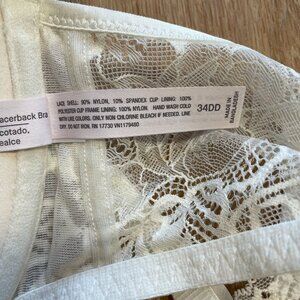 acerback Bra
cotado,
ealce
LACE SHELL: 90% NYLON, 10% SPANDEX CUP LINING: 100%
POLYESTER CUP FRAME LINING: 100% NYLON. HAND WASH COLD
WITH LIKE COLORS. ONLY NON CHLORINE BLEACH IF NEEDED. LINE
DRY. DO NOT IRON. RN 17730 VN1179480
34DD
MADE IN
BANGLADESH